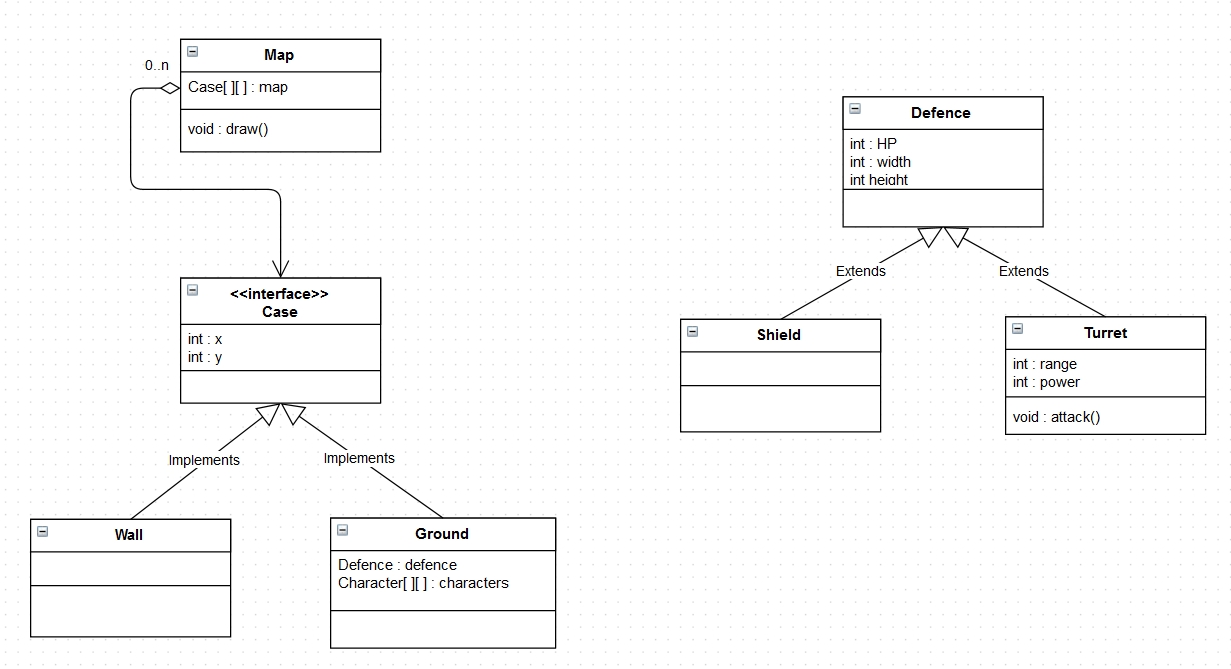 Map
0..n
Case[ ][ ] : map
void : draw()
<<interface>>
Case
int : x
int : y
Implements
Implements
Wall
Ground
Defence : defence
Character[ ][ ] : characters
Defence
int : HP
int : width
int height
Extends
Extends
Shield
Turret
int : range
int : power
void : attack()